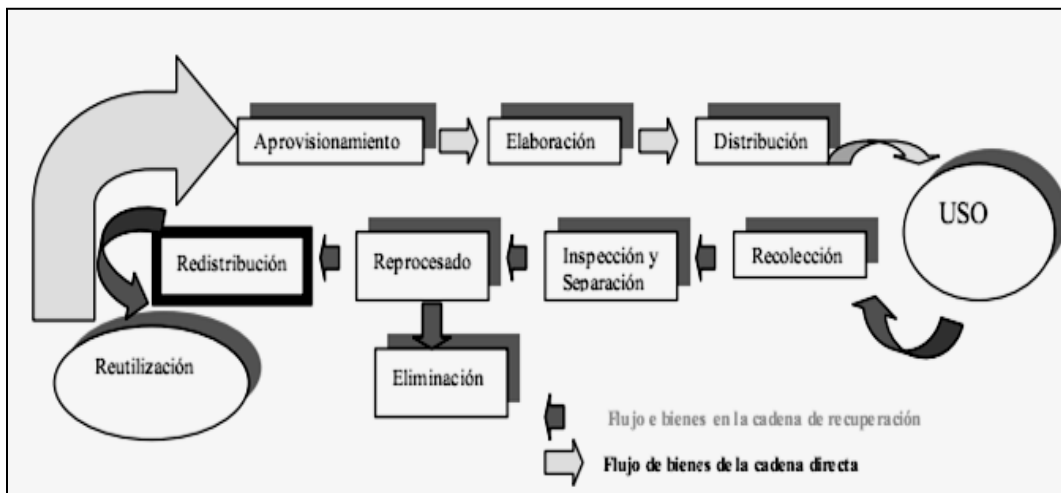 Aprovisionamiento
Elaboración
Distribución
USO
Redistribución
Reprocesado
Inspección y
Separación
Recolección
Reutilización
Eliminación
Flujo e bienes en la cadena de recuperación
Flujo de bienes de la cadena directa